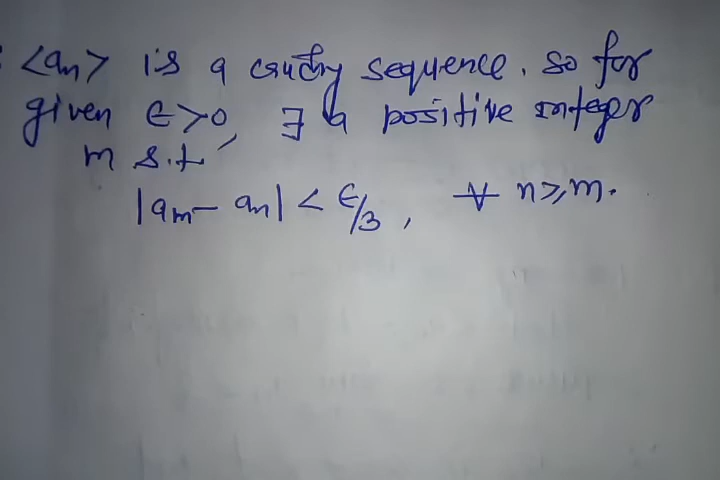 : <an> is a cauchy sequence. so for
given ϵ>0, ∃ a positive integer
m s.t
|am - an| < ϵ/3, ∀ n≥m.